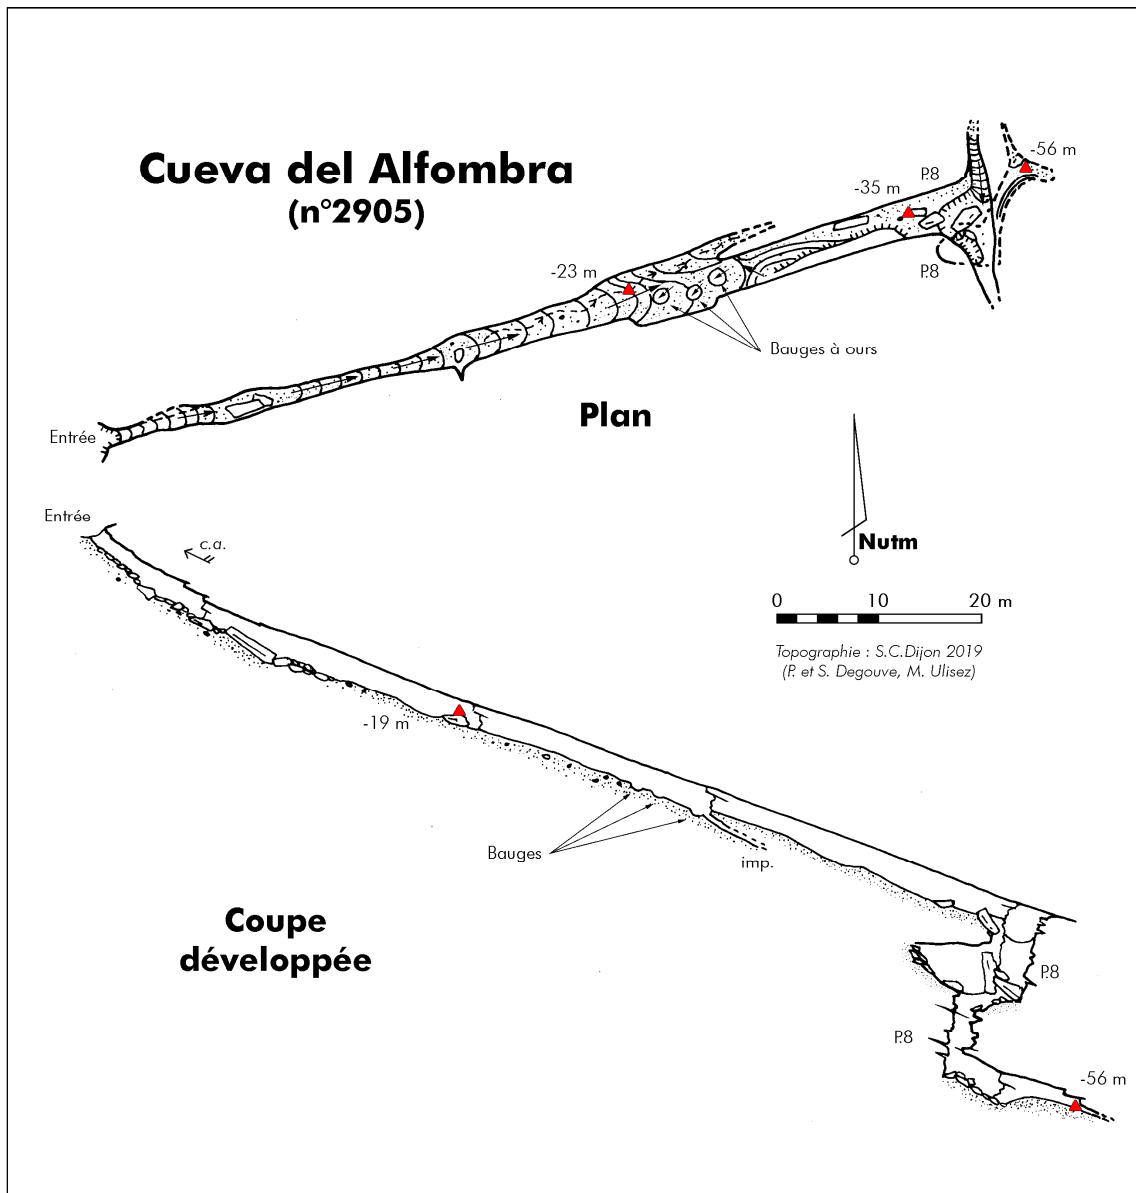 Cueva del Alfombra
(n°2905)
-56 m
P.8
-35 m
P.8
-23 m
Bauges à ours
Plan
Entrée
Entrée
c.a.
Nutm
0 10 20 m
Topographie : S.C.Dijon 2019
(P. et S. Degouve, M. Ulisez)
-19 m
Bauges
imp.
Coupe
développée
P.8
P.8
-56 m